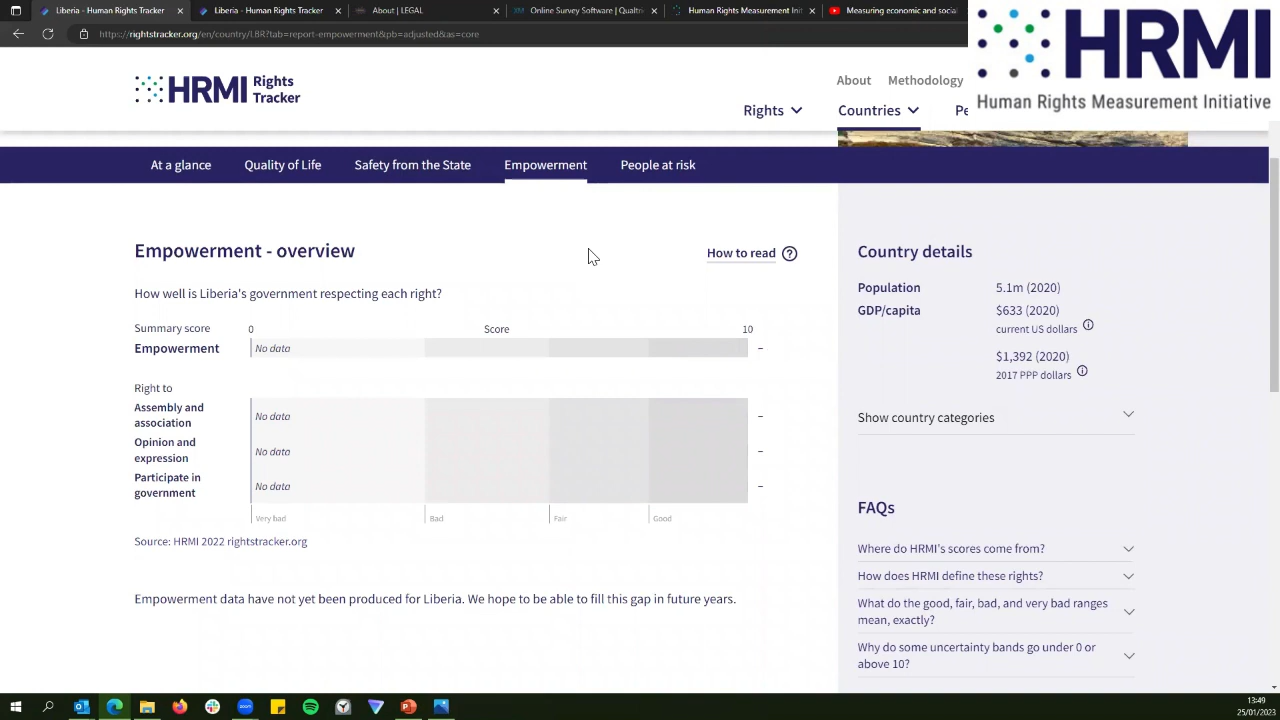 Liberia - Empowerment
Liberia - HRMI Rights Tracker
About | LEGAL
Online Survey Software | Qualtri
Human Rights Measurement Init
Measuring economic and social
https://rightstracker.org/en/country/LBR?tab=report-empowerment&pb=adjusted&as=core
HRMI
Human Rights Measurement Initiative
HRMI Rights
Tracker
About Methodology
Rights Countries Pe
At a glance Quality of Life Safety from the State Empowerment People at risk
Empowerment - overview
How to read ?
How well is Liberia's government respecting each right?
Summary score 0 Score 10
Empowerment No data –
Right to
Assembly and
association No data –
Opinion and
expression No data –
Participate in
government No data –
Very bad Bad Fair Good
Source: HRMI 2022 rightstracker.org
Empowerment data have not yet been produced for Liberia. We hope to be able to fill this gap in future years.
Country details
Population 5.1m (2020)
GDP/capita $633 (2020)
current US dollars
$1,392 (2020)
2017 PPP dollars
Show country categories
FAQs
Where do HRMI's scores come from?
How does HRMI define these rights?
What do the good, fair, bad, and very bad ranges
mean, exactly?
Why do some uncertainty bands go under 0 or
above 10?
zoom
13:49
25/01/2023